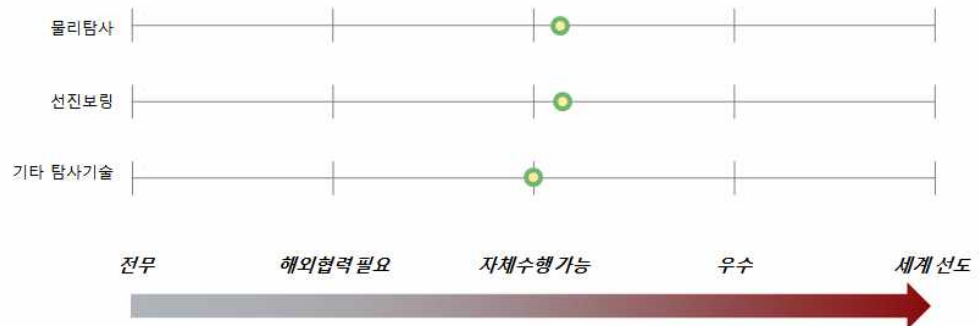 물리탐사
선진보링
기타 탐사기술
전무 해외협력 필요 자체수행 가능 우수 세계 선도